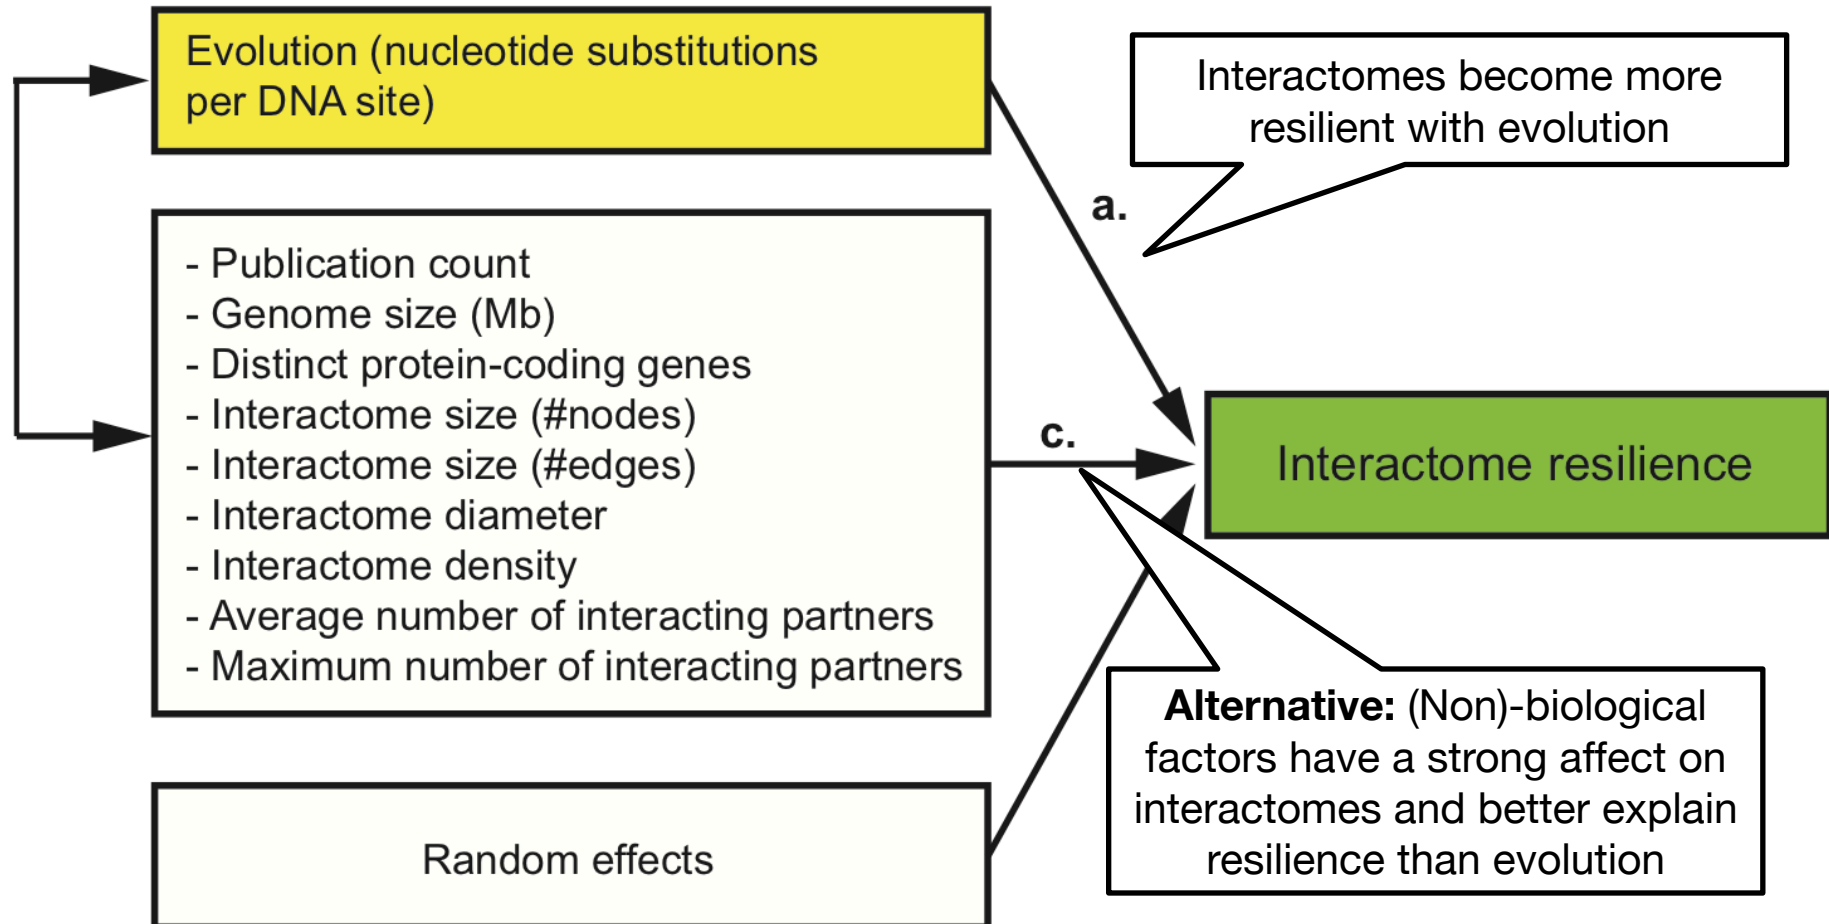 Evolution (nucleotide substitutions
per DNA site)
Interactomes become more
resilient with evolution
a.
- Publication count
- Genome size (Mb)
- Distinct protein-coding genes
- Interactome size (#nodes)
- Interactome size (#edges)
- Interactome diameter
- Interactome density
- Average number of interacting partners
- Maximum number of interacting partners
c.
Interactome resilience
Alternative: (Non)-biological
factors have a strong affect on
interactomes and better explain
resilience than evolution
Random effects